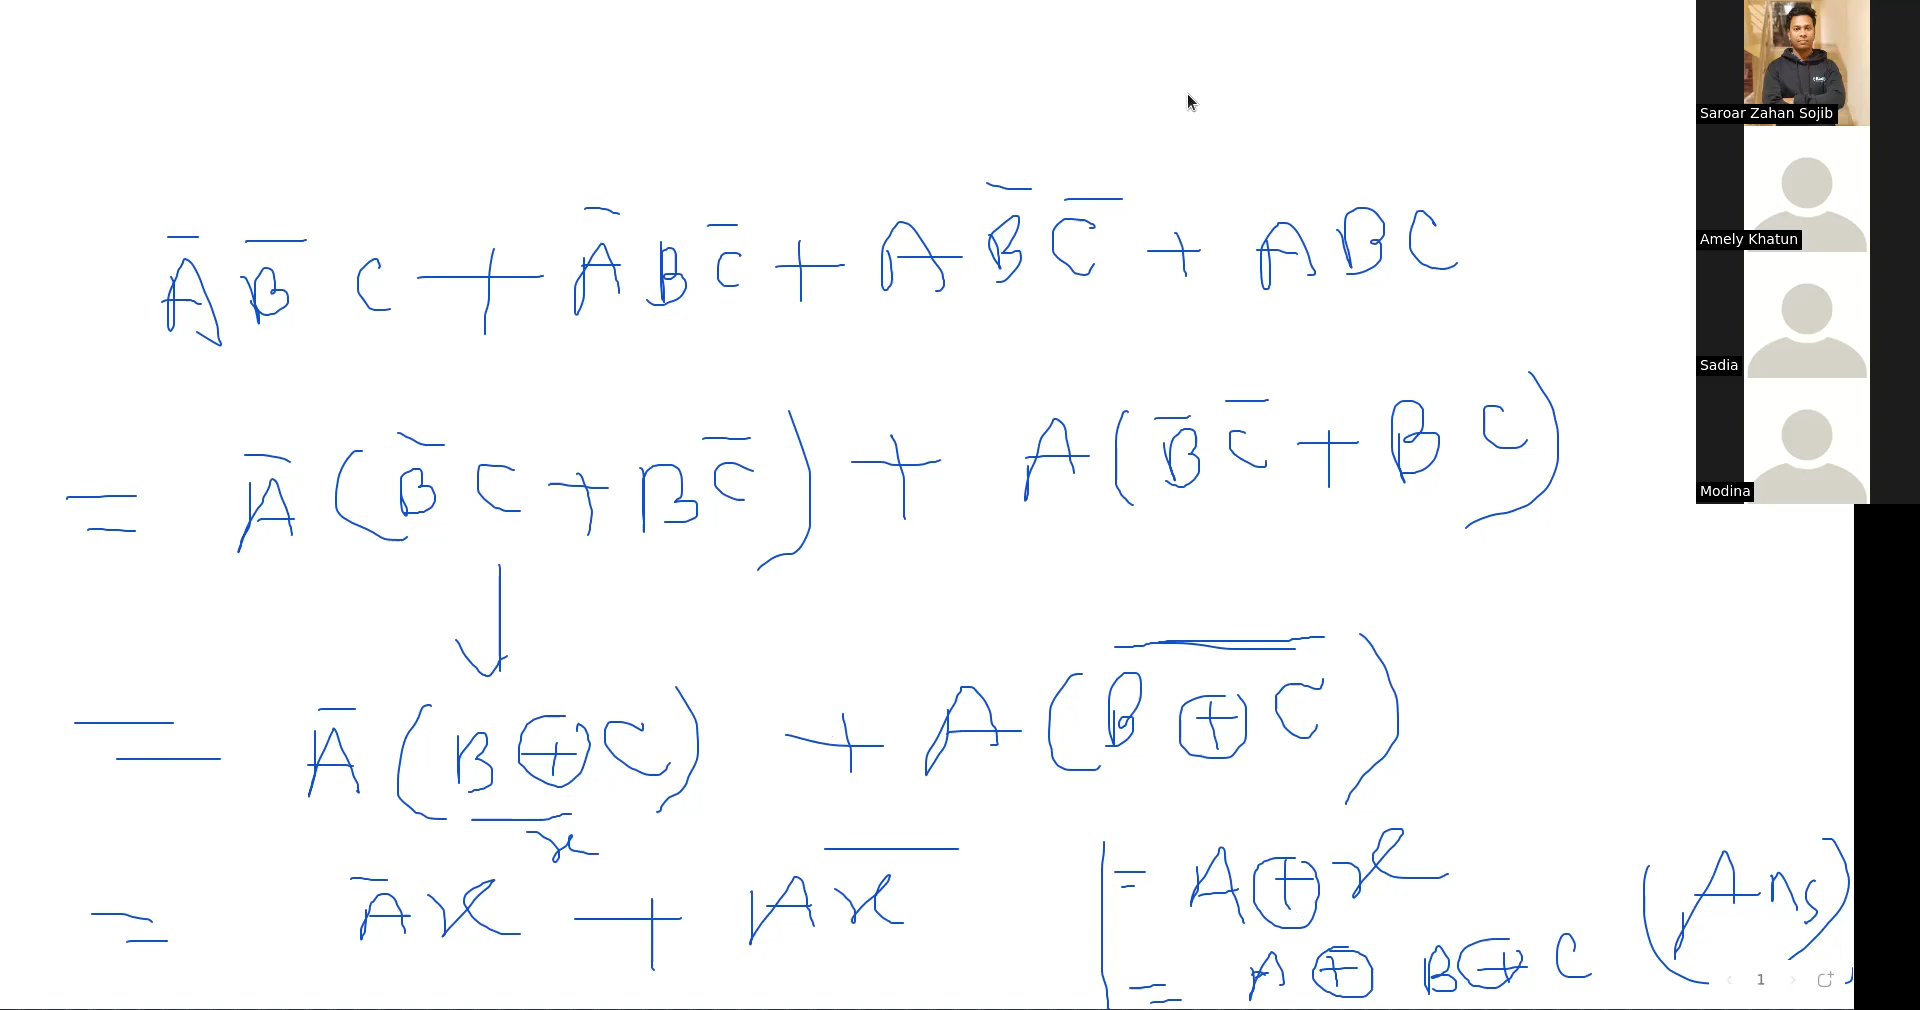 A̅ B̅ C + A̅ B C̅ + A B̅ C̅ + A B C
= A̅ ( B̅ C + B C̅ ) + A ( B̅ C̅ + B C )
= A̅ ( B ⊕ C ) + A ( B̅ ̅⊕̅ ̅C̅ )
x
= A̅ x + A x̅
= A ⊕ x
= A ⊕ B ⊕ C (Ans)
Saroar Zahan Sojib
Amely Khatun
Sadia
Modina
1